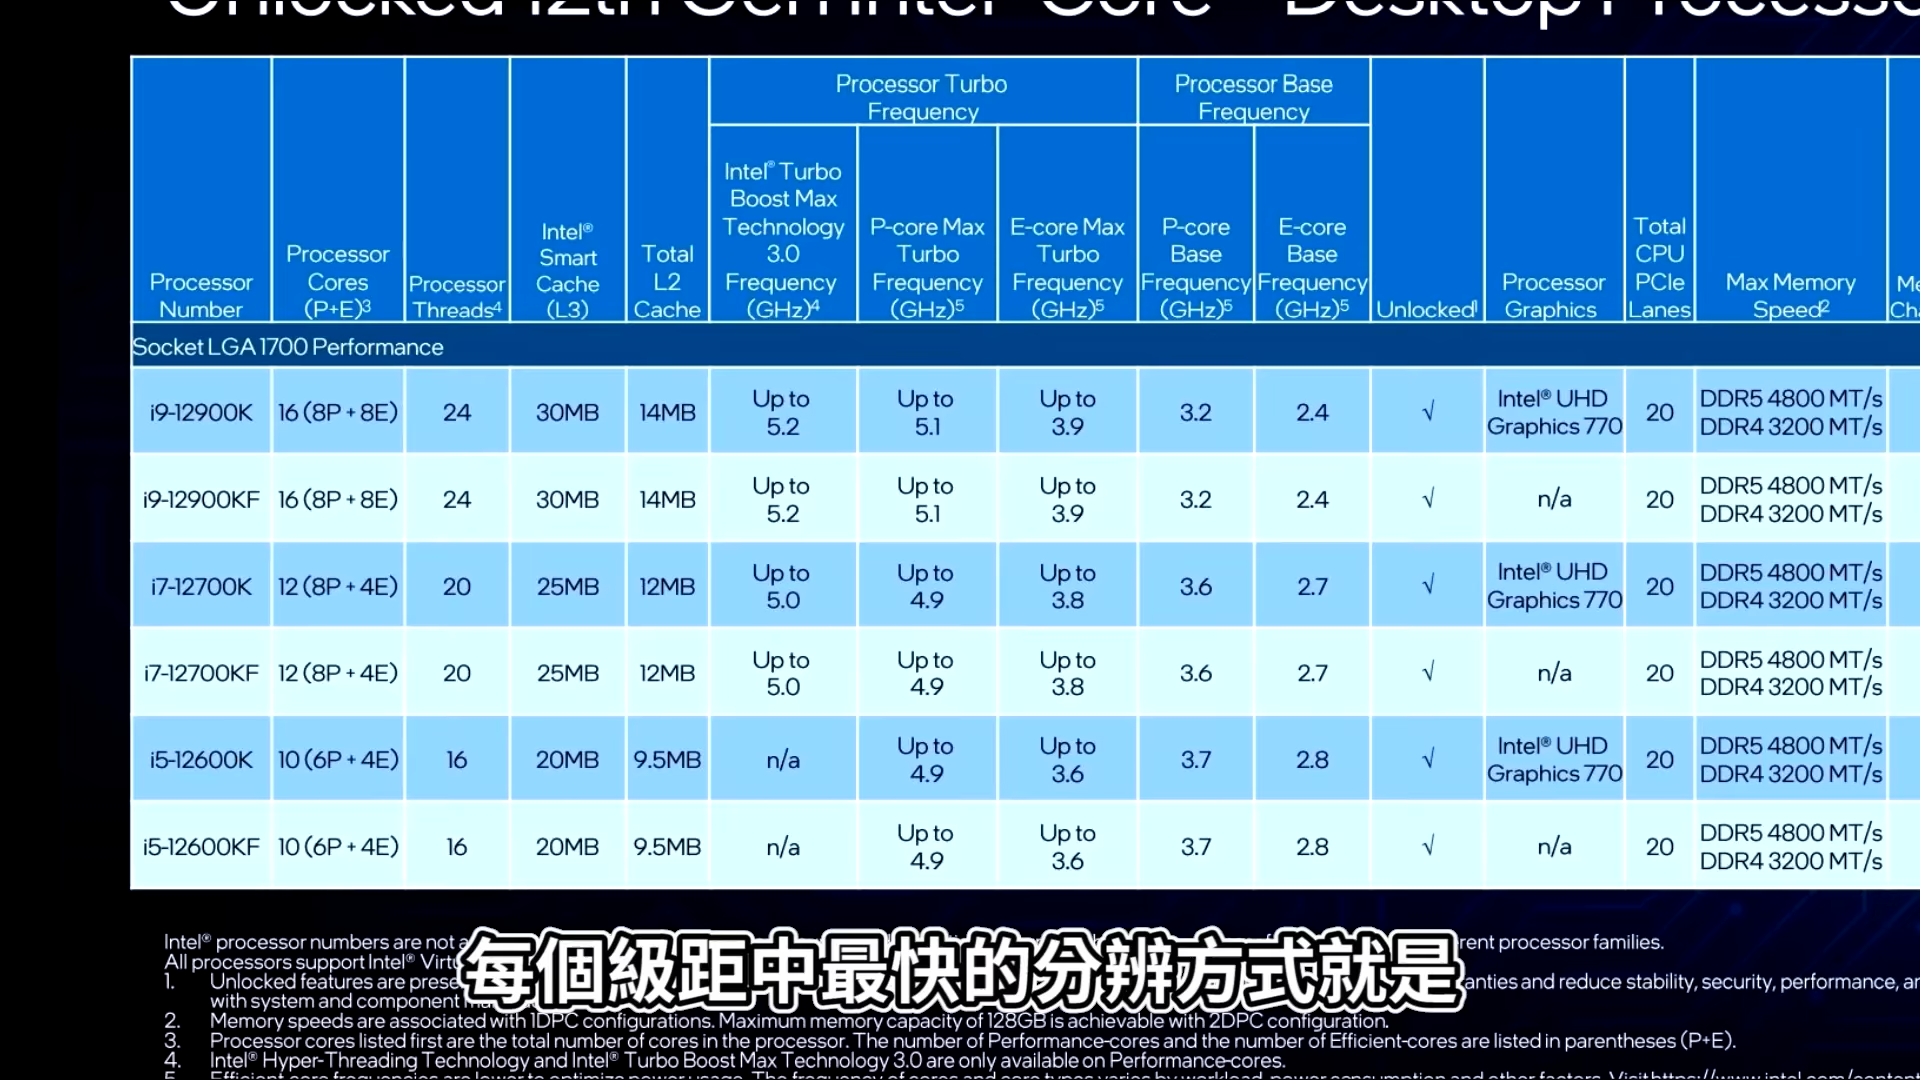 Unlocked 12th Gen Intel® Core™ Desktop Processo
Processor Turbo Frequency
Processor Base Frequency
Processor Number
Processor Cores (P+E)3
Processor Threads4
Intel® Smart Cache (L3)
Total L2 Cache
Intel® Turbo Boost Max Technology 3.0 Frequency (GHz)4
P-core Max Turbo Frequency (GHz)5
E-core Max Turbo Frequency (GHz)5
P-core Base Frequency (GHz)5
E-core Base Frequency (GHz)5
Unlocked1
Processor Graphics
Total CPU PCIe Lanes
Max Memory Speed2
Socket LGA 1700 Performance
i9-12900K 16 (8P + 8E) 24 30MB 14MB Up to 5.2 Up to 5.1 Up to 3.9 3.2 2.4 √ Intel® UHD Graphics 770 20 DDR5 4800 MT/s DDR4 3200 MT/s
i9-12900KF 16 (8P + 8E) 24 30MB 14MB Up to 5.2 Up to 5.1 Up to 3.9 3.2 2.4 √ n/a 20 DDR5 4800 MT/s DDR4 3200 MT/s
i7-12700K 12 (8P + 4E) 20 25MB 12MB Up to 5.0 Up to 4.9 Up to 3.8 3.6 2.7 √ Intel® UHD Graphics 770 20 DDR5 4800 MT/s DDR4 3200 MT/s
i7-12700KF 12 (8P + 4E) 20 25MB 12MB Up to 5.0 Up to 4.9 Up to 3.8 3.6 2.7 √ n/a 20 DDR5 4800 MT/s DDR4 3200 MT/s
i5-12600K 10 (6P + 4E) 16 20MB 9.5MB n/a Up to 4.9 Up to 3.6 3.7 2.8 √ Intel® UHD Graphics 770 20 DDR5 4800 MT/s DDR4 3200 MT/s
i5-12600KF 10 (6P + 4E) 16 20MB 9.5MB n/a Up to 4.9 Up to 3.6 3.7 2.8 √ n/a 20 DDR5 4800 MT/s DDR4 3200 MT/s
Intel® processor numbers are not a
erent processor families.
All processors support Intel® Virtu
每個級距中最快的分辨方式就是
1. Unlocked features are prese
anties and reduce stability, security, performance, an
with system and component
2. Memory speeds are associated with 1DPC configurations. Maximum memory capacity of 128GB is achievable with 2DPC configuration.
3. Processor cores listed first are the total number of cores in the processor. The number of Performance-cores and the number of Efficient-cores are listed in parentheses (P+E).
4. Intel® Hyper-Threading Technology and Intel® Turbo Boost Max Technology 3.0 are only available on Performance-cores.